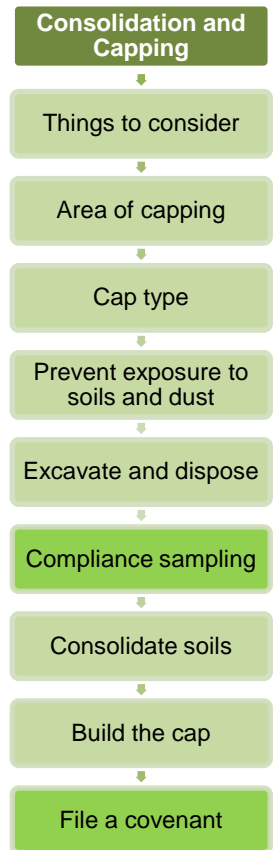 Consolidation and
Capping
Things to consider
Area of capping
Cap type
Prevent exposure to
soils and dust
Excavate and dispose
Compliance sampling
Consolidate soils
Build the cap
File a covenant